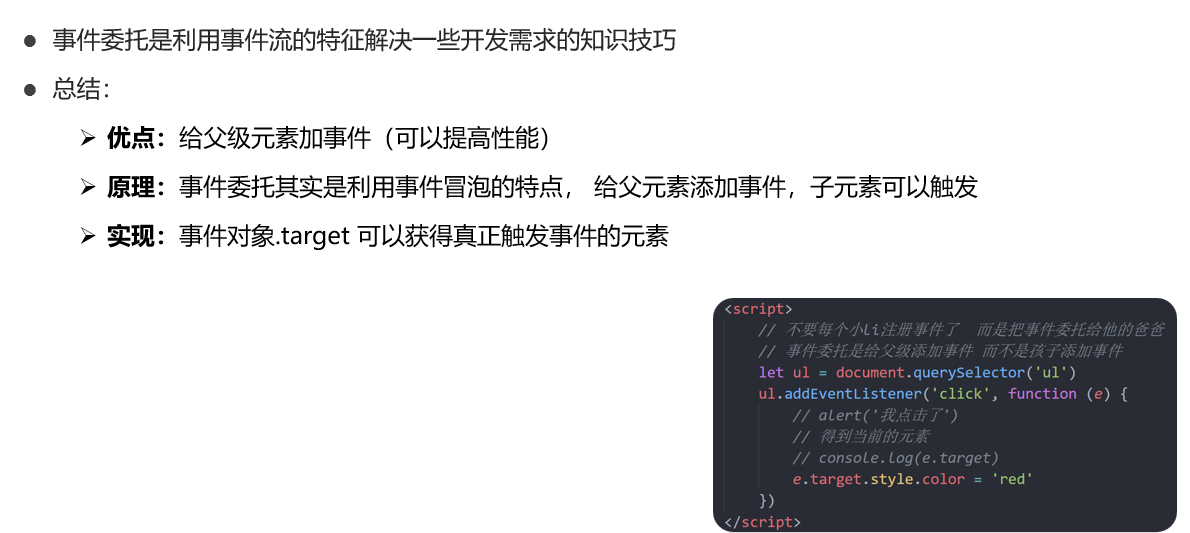 ● 事件委托是利用事件流的特征解决一些开发需求的知识技巧
● 总结：
➢ 优点：给父级元素加事件（可以提高性能）
➢ 原理：事件委托其实是利用事件冒泡的特点， 给父元素添加事件，子元素可以触发
➢ 实现：事件对象.target 可以获得真正触发事件的元素
<script>
// 不要每个小li注册事件了  而是把事件委托给他的爸爸
// 事件委托是给父级添加事件 而不是孩子添加事件
let ul = document.querySelector('ul')
ul.addEventListener('click', function (e) {
// alert('我点击了')
// 得到当前的元素
// console.log(e.target)
e.target.style.color = 'red'
})
</script>